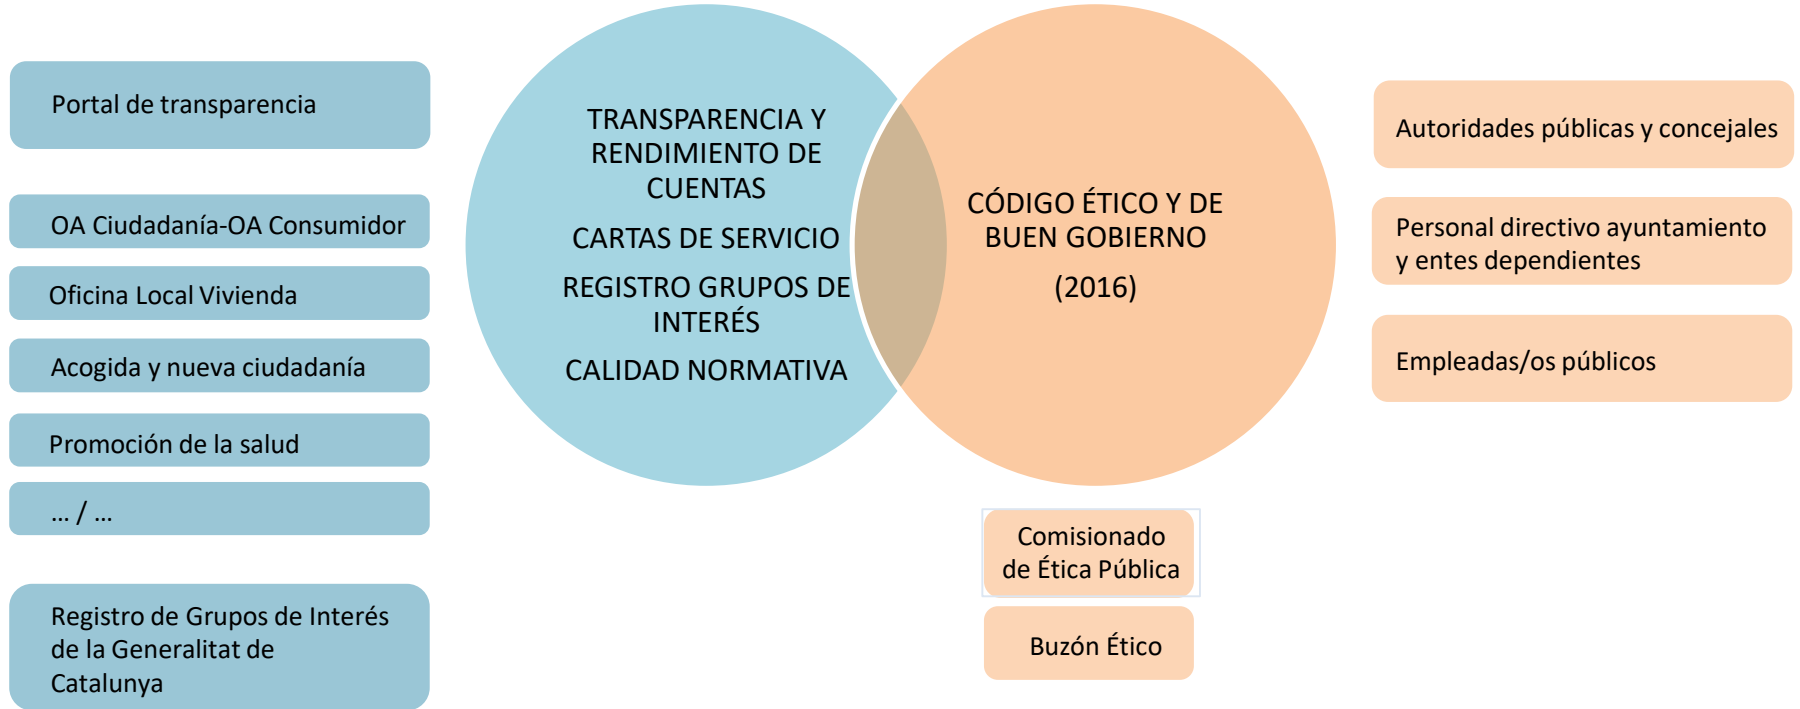 Portal de transparencia
OA Ciudadanía-OA Consumidor
Oficina Local Vivienda
Acogida y nueva ciudadanía
Promoción de la salud
... / ...
Registro de Grupos de Interés
de la Generalitat de
Catalunya
TRANSPARENCIA Y
RENDIMIENTO DE
CUENTAS
CARTAS DE SERVICIO
REGISTRO GRUPOS DE
INTERÉS
CALIDAD NORMATIVA
CÓDIGO ÉTICO Y DE
BUEN GOBIERNO
(2016)
Comisionado
de Ética Pública
Buzón Ético
Autoridades públicas y concejales
Personal directivo ayuntamiento
y entes dependientes
Empleadas/os públicos